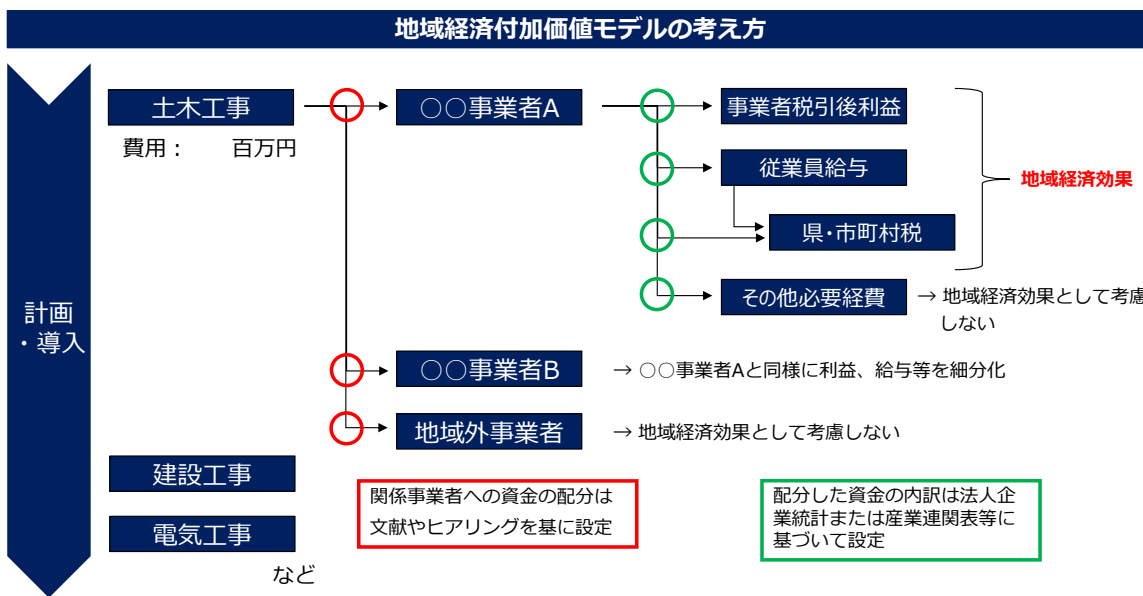 地域経済付加価値モデルの考え方
計画
・導入
土木工事
費用： 百万円
○○事業者A
事業者税引後利益
従業員給与
県・市町村税
その他必要経費
地域経済効果
→ 地域経済効果として考慮
しない
○○事業者B
→ ○○事業者Aと同様に利益、給与等を細分化
地域外事業者
→ 地域経済効果として考慮しない
建設工事
電気工事
など
関係事業者への資金の配分は
文献やヒアリングを基に設定
配分した資金の内訳は法人企
業統計または産業連関表等に
基づいて設定